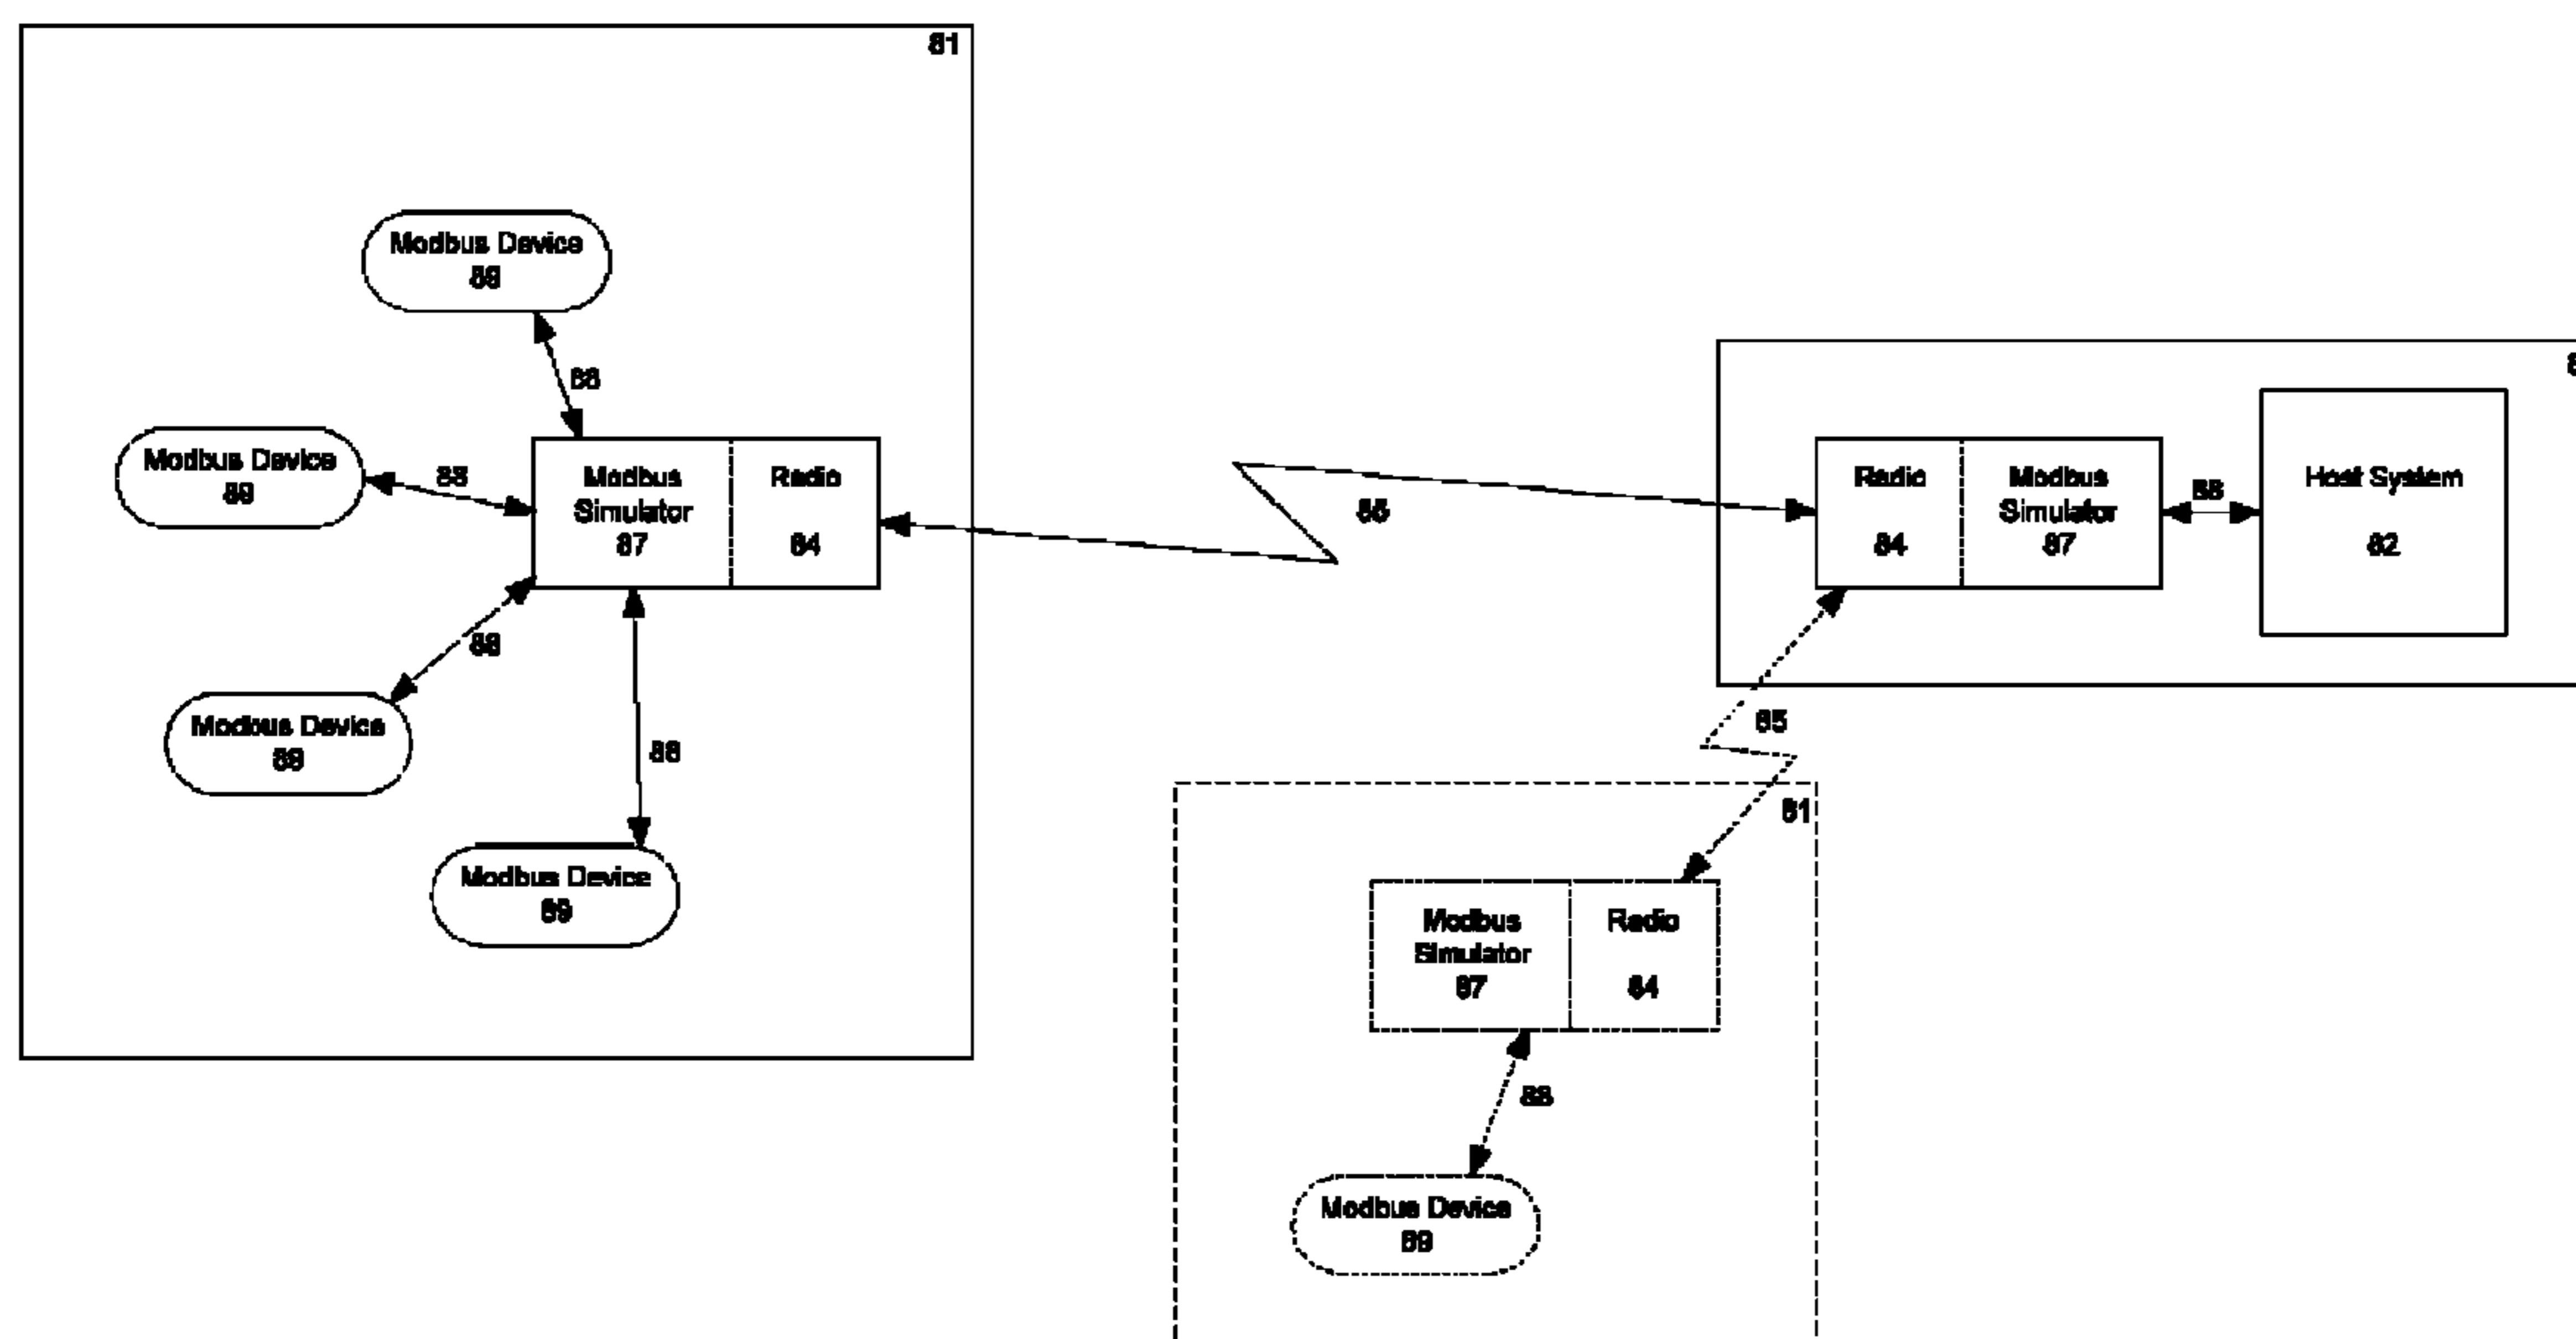 81
Modbus Device
89
88
Modbus Device
89
88
Modbus
Simulator
87
Radio
84
88
Modbus Device
89
88
Modbus Device
89
85
Radio
84
Modbus
Simulator
87
88
Host System
82
85
81
Modbus
Simulator
87
Radio
84
88
Modbus Device
89